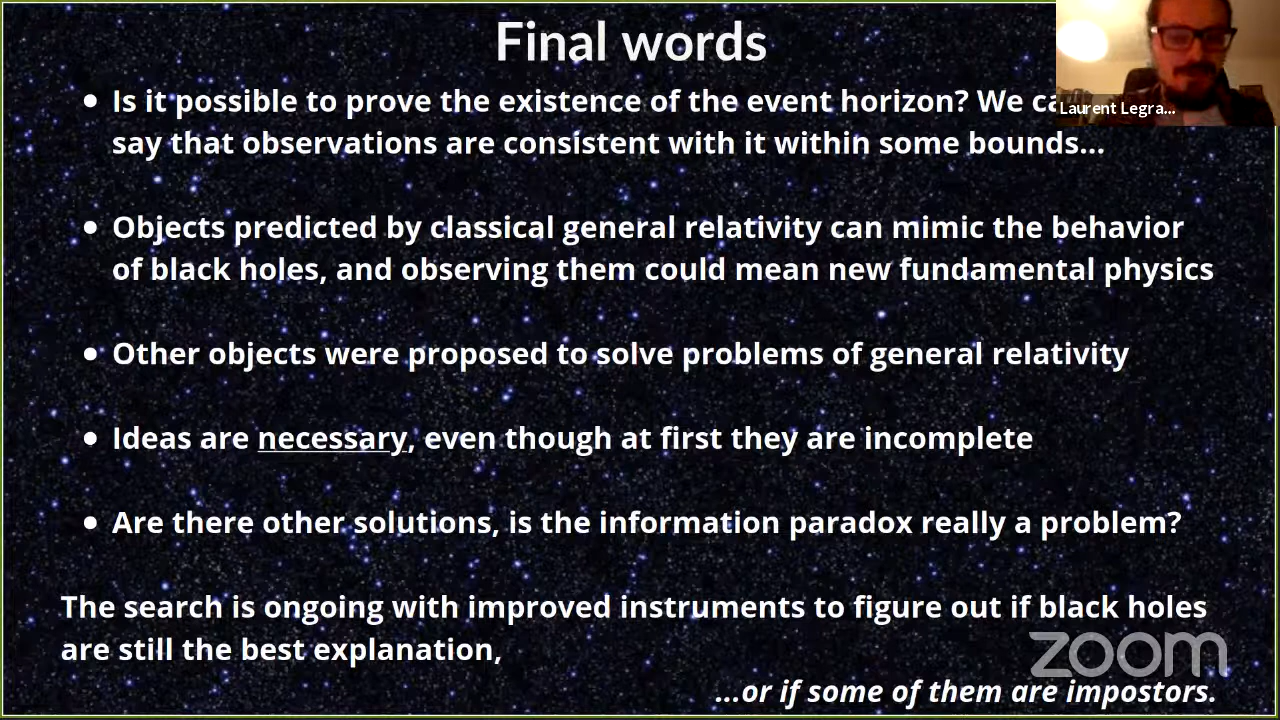 Final words
• Is it possible to prove the existence of the event horizon? We
say that observations are consistent with it within some bounds...
• Objects predicted by classical general relativity can mimic the behavior
of black holes, and observing them could mean new fundamental physics
• Other objects were proposed to solve problems of general relativity
• Ideas are necessary, even though at first they are incomplete
• Are there other solutions, is the information paradox really a problem?
The search is ongoing with improved instruments to figure out if black holes
are still the best explanation,
...or if some of them are impostors.
Laurent Legra...
zoom